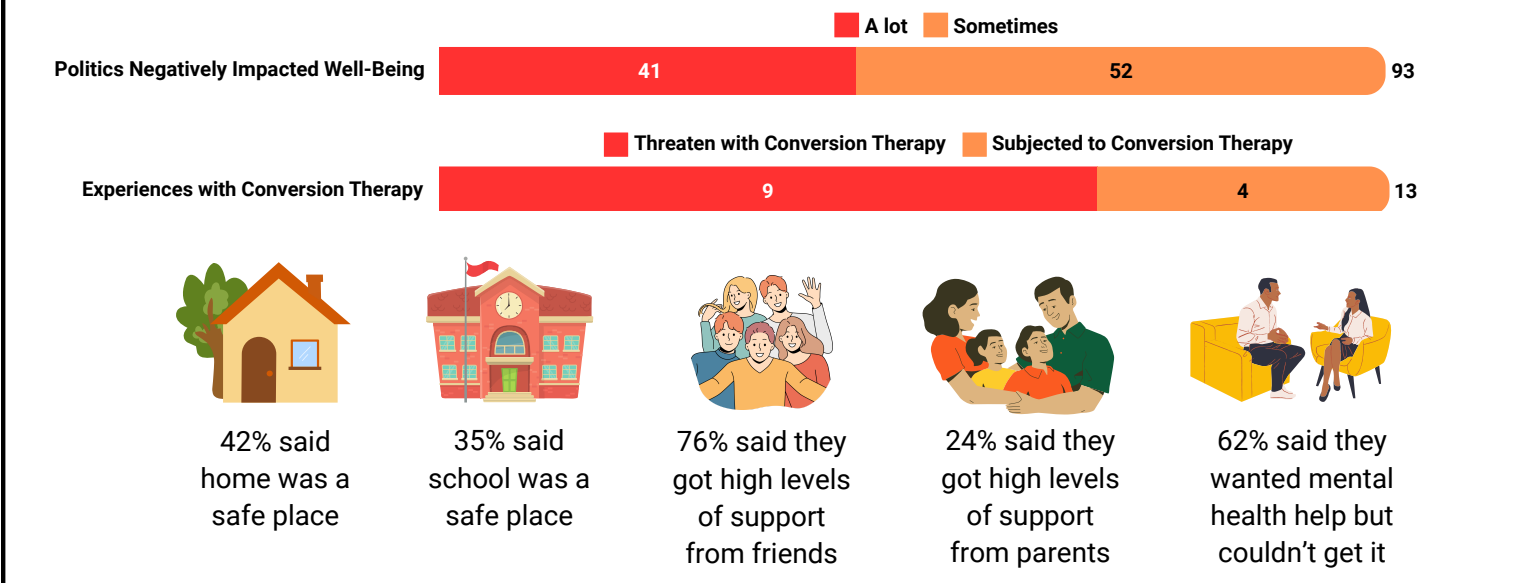 A lot Sometimes
Politics Negatively Impacted Well-Being 41 52 93
Threaten with Conversion Therapy Subjected to Conversion Therapy
Experiences with Conversion Therapy 9 4 13
42% said
home was a
safe place
35% said
school was a
safe place
76% said they
got high levels
of support
from friends
24% said they
got high levels
of support
from parents
62% said they
wanted mental
health help but
couldn’t get it